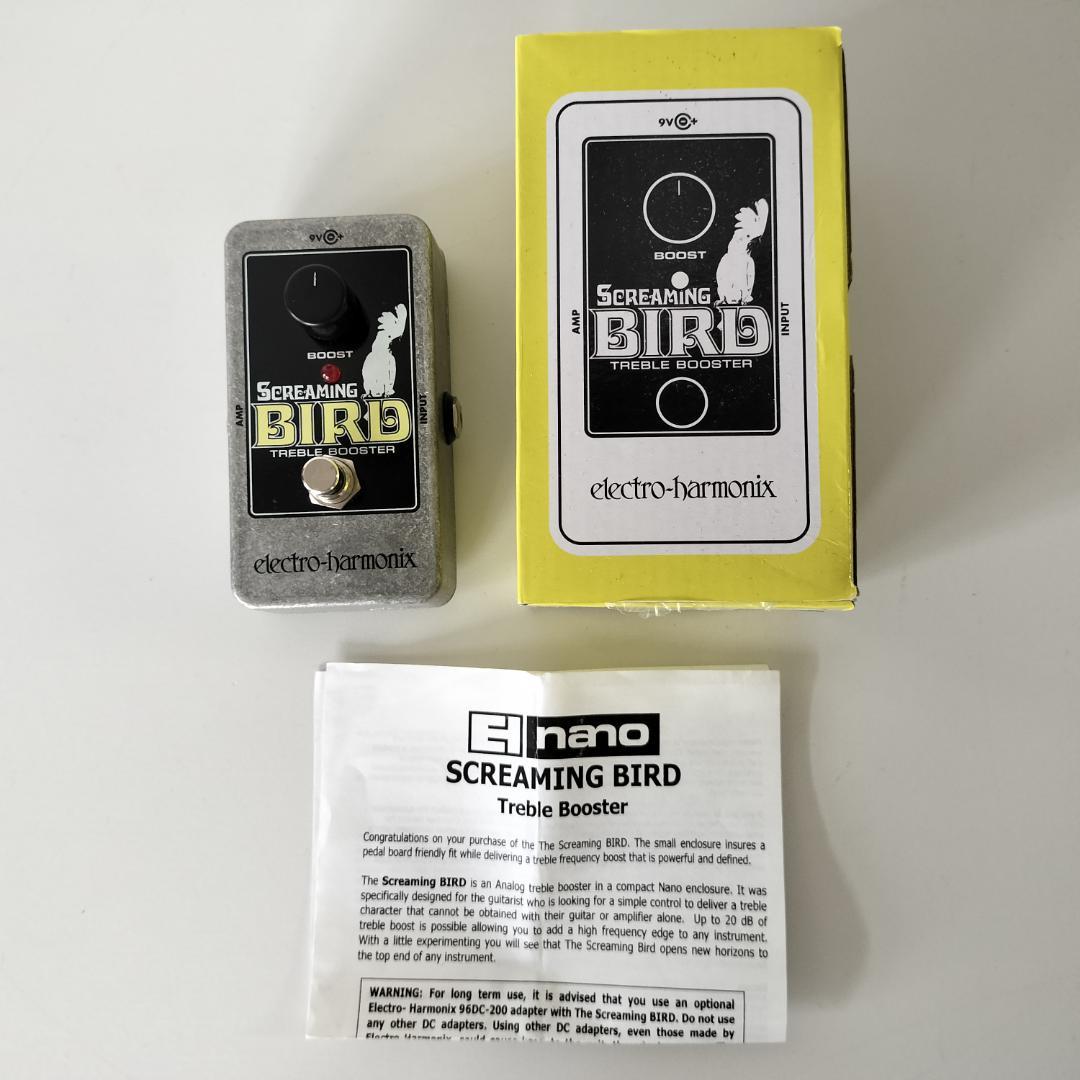 9V +
BOOST
SCREAMING
BIRD
TREBLE BOOSTER
AMP
INPUT
electro-harmonix
9V +
BOOST
SCREAMING
BIRD
TREBLE BOOSTER
AMP
INPUT
electro-harmonix
EH nano
SCREAMING BIRD
Treble Booster
Congratulations on your purchase of the The Screaming BIRD. The small enclosure insures a
pedal board friendly fit while delivering a treble frequency boost that is powerful and defined.
The Screaming BIRD is an Analog treble booster in a compact Nano enclosure. It was
specifically designed for the guitarist who is looking for a simple control to deliver a treble
character that cannot be obtained with their guitar or amplifier alone. Up to 20 dB of
treble boost is possible allowing you to add a high frequency edge to any instrument.
With a little experimenting you will see that The Screaming Bird opens new horizons to
the top end of any instrument.
WARNING: For long term use, it is advised that you use an optional
Electro- Harmonix 96DC-200 adapter with The Screaming BIRD. Do not use
any other DC adapters. Using other DC adapters, even those made by
Electro Harmonix, could cause